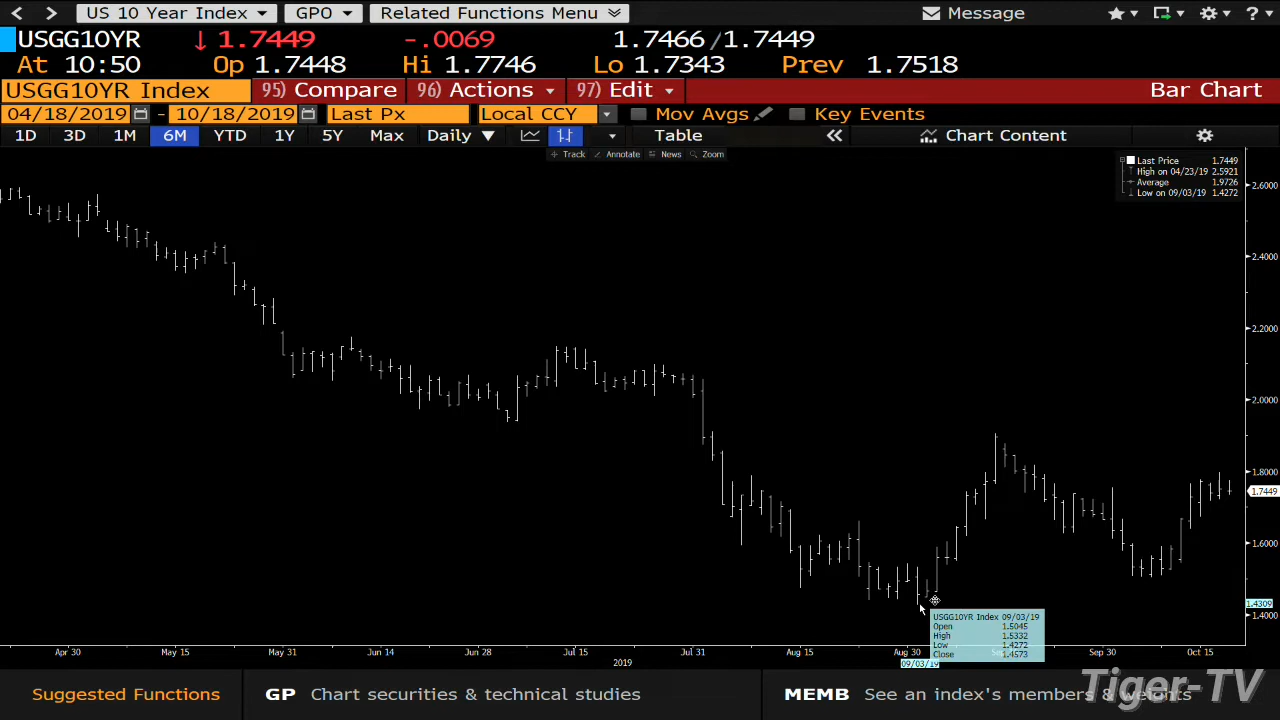 US 10 Year Index GPO Related Functions Menu Message ?
USGG10YR ↓ 1.7449 -.0069 1.7466/1.7449
At 10:50 Op 1.7448 Hi 1.7746 Lo 1.7343 Prev 1.7518
USGG10YR Index 95) Compare 96) Actions 97) Edit Bar Chart
04/18/2019 - 10/18/2019 Last Px Local CCY Mov Avgs Key Events
1D 3D 1M 6M YTD 1Y 5Y Max Daily ▼ Table « Chart Content
Track Annotate News Zoom
Last Price 1.7449
High on 04/23/19 2.5921
Average 1.9726
Low on 09/03/19 1.4272
2.6000
2.4000
2.2000
2.0000
1.8000
1.7449
1.6000
1.4309
1.4000
USGG10YR Index 09/03/19
Open 1.5045
High 1.5332
Low 1.4272
Close 1.4573
Apr 30 May 15 May 31 Jun 14 Jun 28 Jul 15 Jul 31 Aug 15 Aug 30 Sep 30 Oct 15
2019 09/03/19
Suggested Functions GP Chart securities & technical studies MEMB See an index's members & weights
Tiger-TV